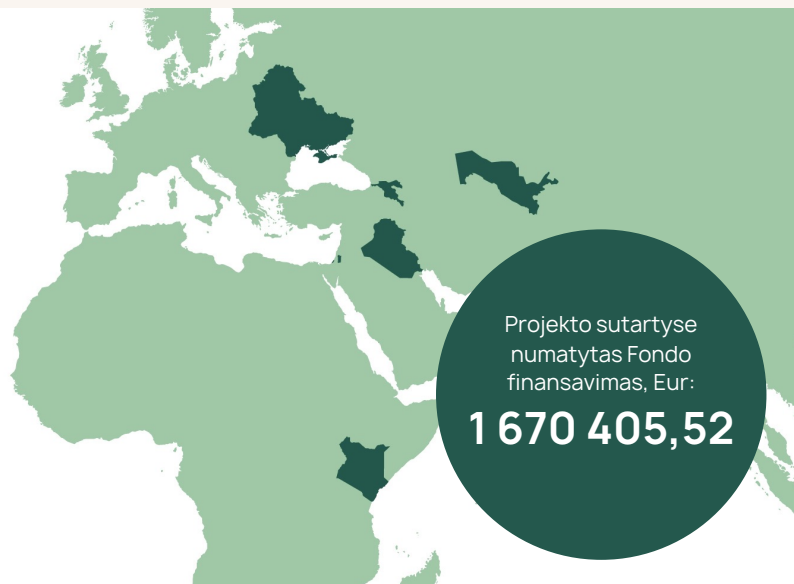 Projekto sutartyse
numatytas Fondo
finansavimas, Eur:
1 670 405,52